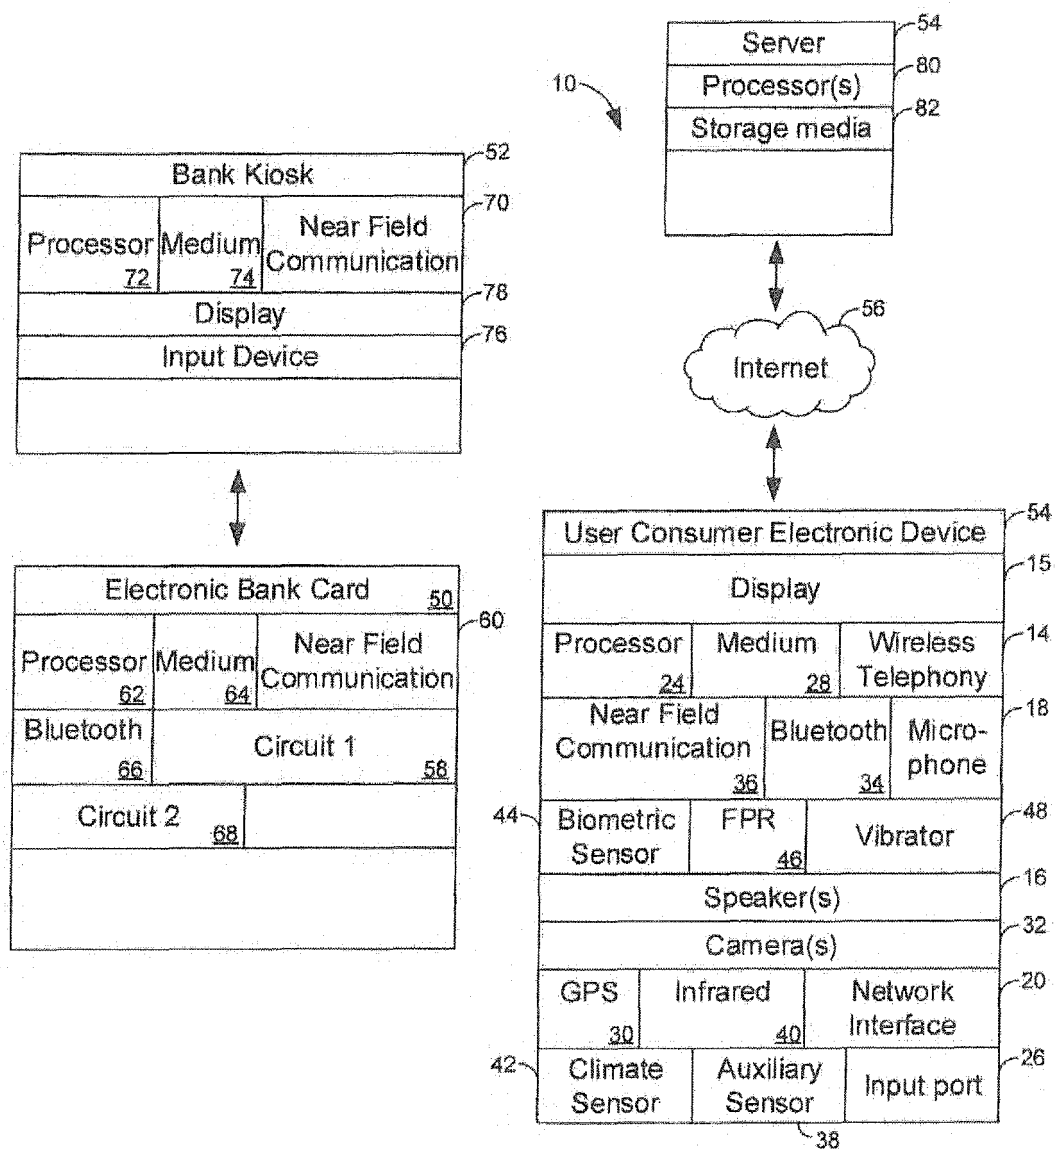 10
Server
54
Processor(s)
80
Storage media
82
Bank Kiosk
52
Processor
72
Medium
74
Near Field
Communication
70
Display
78
Input Device
76
Internet
56
Electronic Bank Card
50
Processor
62
Medium
64
Near Field
Communication
60
Bluetooth
66
Circuit 1
58
Circuit 2
68
User Consumer Electronic Device
54
Display
15
Processor
24
Medium
28
Wireless
Telephony
14
Near Field
Communication
36
Bluetooth
34
Micro-
phone
18
44
Biometric
Sensor
FPR
46
Vibrator
48
Speaker(s)
16
Camera(s)
32
GPS
30
Infrared
40
Network
Interface
20
42
Climate
Sensor
Auxiliary
Sensor
38
Input port
26